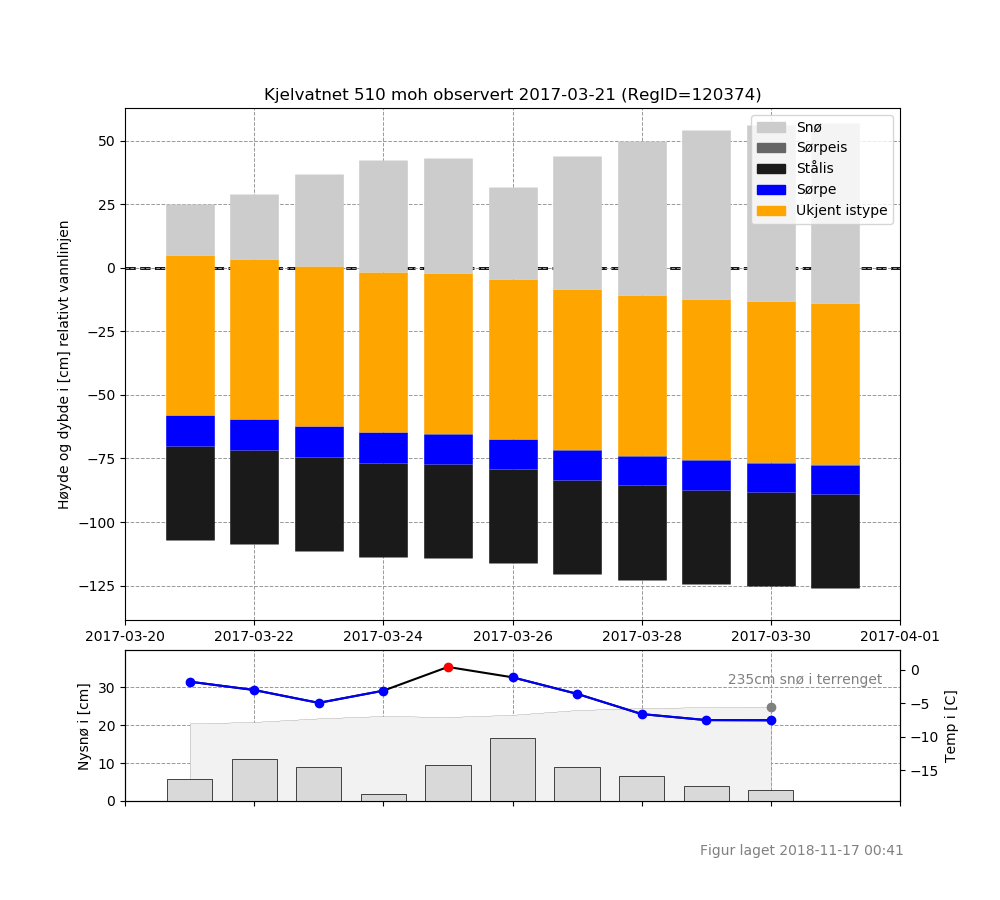 Kjelvatnet 510 moh observert 2017-03-21 (RegID=120374)
Høyde og dybde i [cm] relativt vannlinjen
50
25
0
−25
−50
−75
−100
−125
Snø
Sørpeis
Stålis
Sørpe
Ukjent istype
2017-03-20 2017-03-22 2017-03-24 2017-03-26 2017-03-28 2017-03-30 2017-04-01
Nysnø i [cm]
30
20
10
0
235cm snø i terrenget
0
−5
−10
−15
Temp i [C]
Figur laget 2018-11-17 00:41